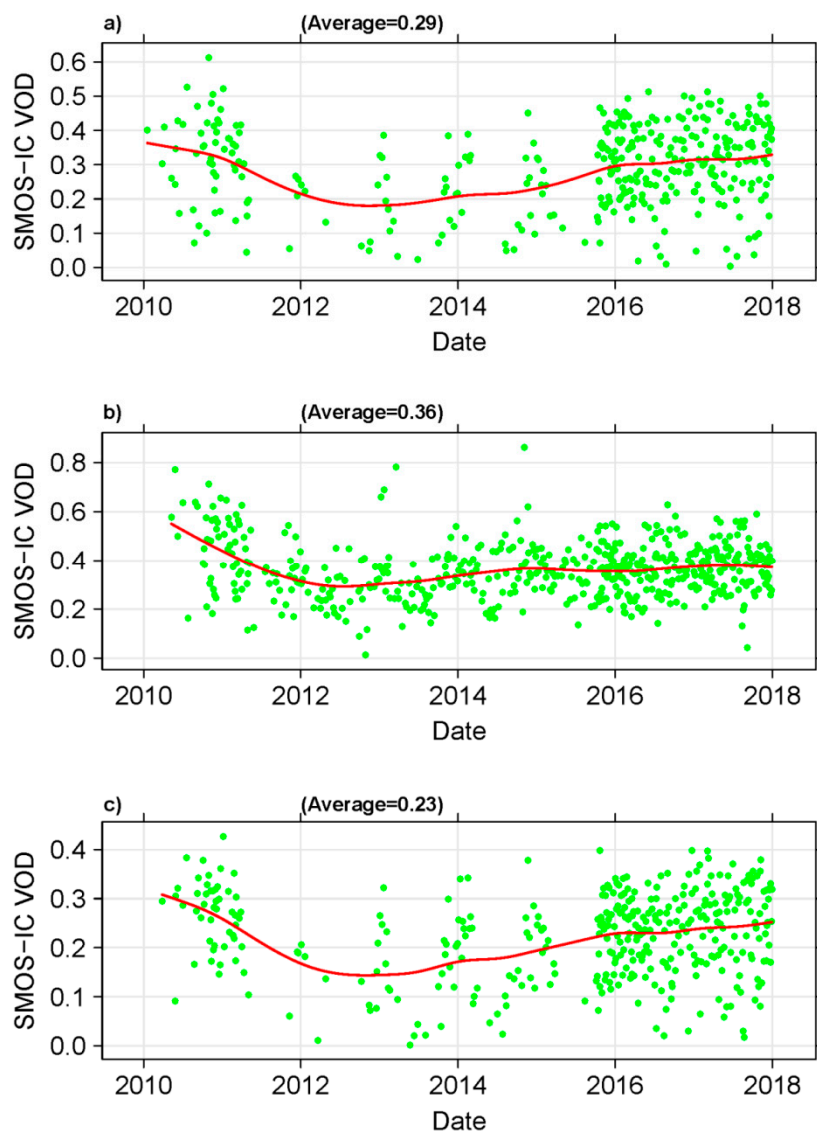 a) (Average=0.29)
0.6
0.5
0.4
0.3
0.2
0.1
0.0
SMOS-IC VOD
2010 2012 2014 2016 2018
Date
b) (Average=0.36)
0.8
0.6
0.4
0.2
0.0
SMOS-IC VOD
2010 2012 2014 2016 2018
Date
c) (Average=0.23)
0.4
0.3
0.2
0.1
0.0
SMOS-IC VOD
2010 2012 2014 2016 2018
Date